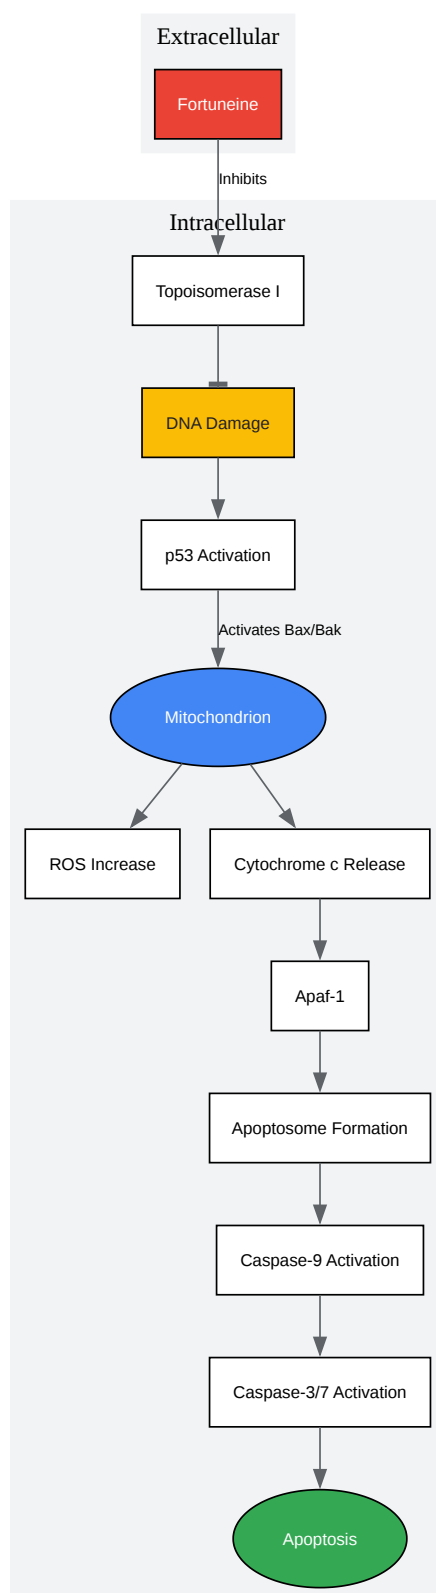 Extracellular
Fortuneine
Inhibits
Intracellular
Topoisomerase I
DNA Damage
p53 Activation
Activates Bax/Bak
Mitochondrion
ROS Increase
Cytochrome c Release
Apaf-1
Apoptosome Formation
Caspase-9 Activation
Caspase-3/7 Activation
Apoptosis